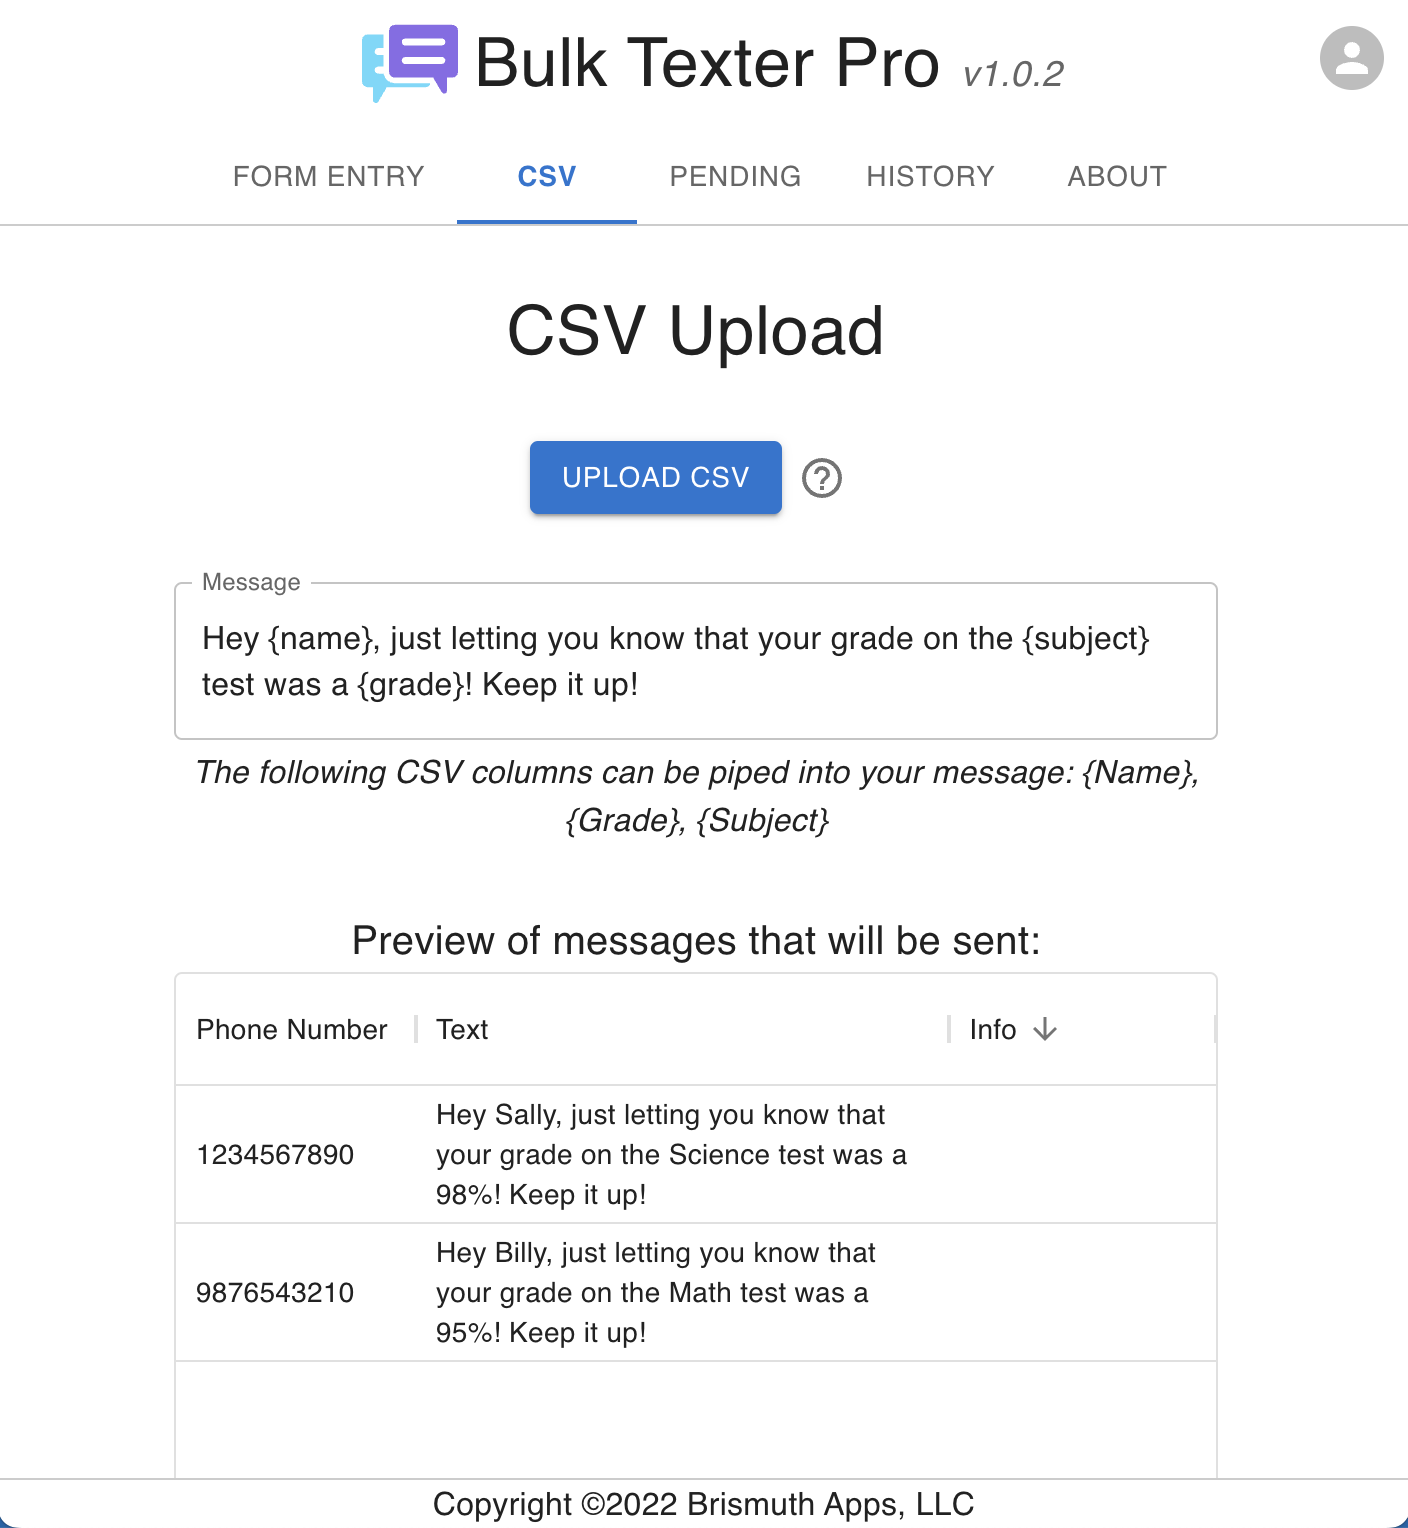 Bulk Texter Pro v1.0.2
FORM ENTRY CSV PENDING HISTORY ABOUT
CSV Upload
UPLOAD CSV ?
Message
Hey {name}, just letting you know that your grade on the {subject}
test was a {grade}! Keep it up!
The following CSV columns can be piped into your message: {Name},
{Grade}, {Subject}
Preview of messages that will be sent:
Phone Number Text Info
Hey Sally, just letting you know that
1234567890 your grade on the Science test was a
98%! Keep it up!
Hey Billy, just letting you know that
9876543210 your grade on the Math test was a
95%! Keep it up!
Copyright ©2022 Brismuth Apps, LLC